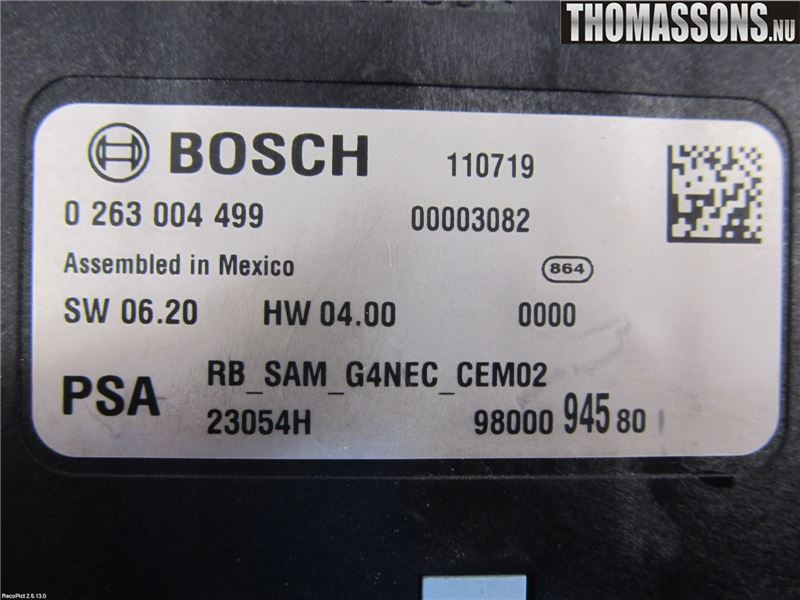 THOMASSONS.NU
BOSCH 110719
0 263 004 499 00003082
Assembled in Mexico 864
SW 06.20 HW 04.00 0000
PSA RB_SAM_G4NEC_CEM02
23054H 98000 945 80
RecoPict 2.5.13.0